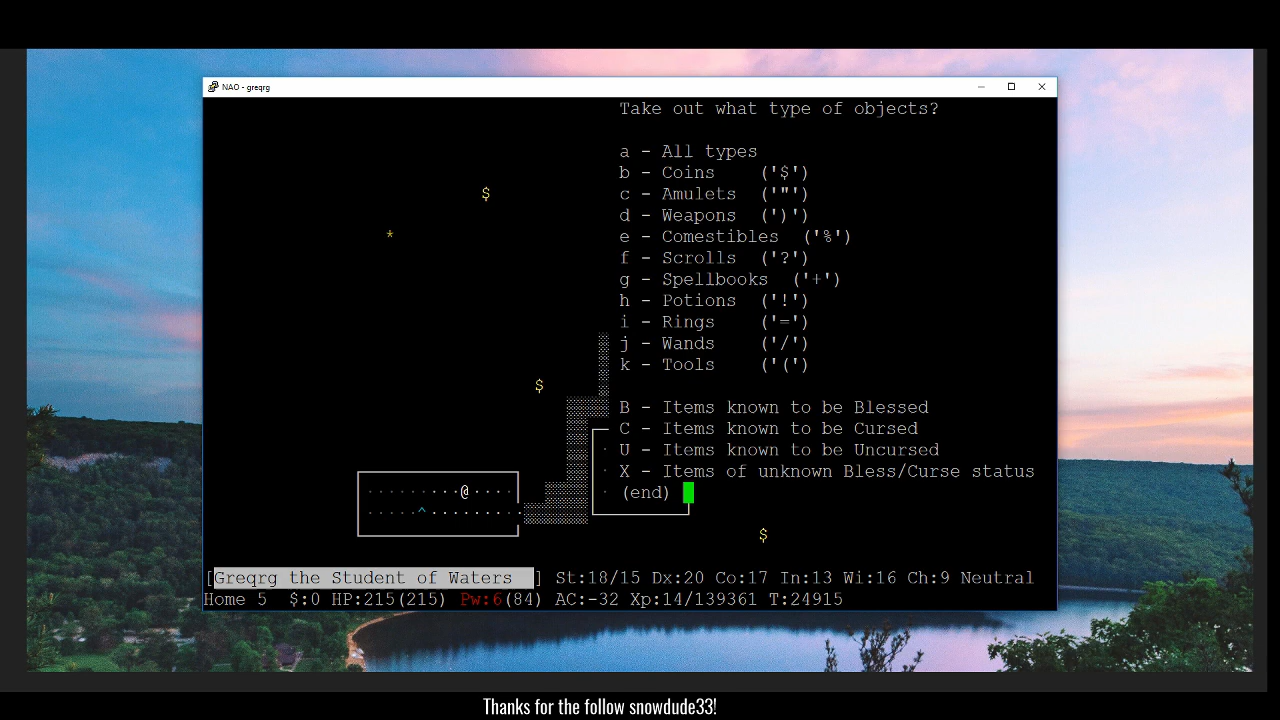 NAO - greqrg
Take out what type of objects?
a - All types
b - Coins ('$')
c - Amulets ('"')
d - Weapons (')')
e - Comestibles ('%')
f - Scrolls ('?')
g - Spellbooks ('+')
h - Potions ('!')
i - Rings ('=')
j - Wands ('/')
k - Tools ('(')
B - Items known to be Blessed
C - Items known to be Cursed
U - Items known to be Uncursed
X - Items of unknown Bless/Curse status
(end)
[Greqrg the Student of Waters ] St:18/15 Dx:20 Co:17 In:13 Wi:16 Ch:9 Neutral
Home 5 $:0 HP:215(215) Pw:6(84) AC:-32 Xp:14/139361 T:24915
Thanks for the follow snowdude33!